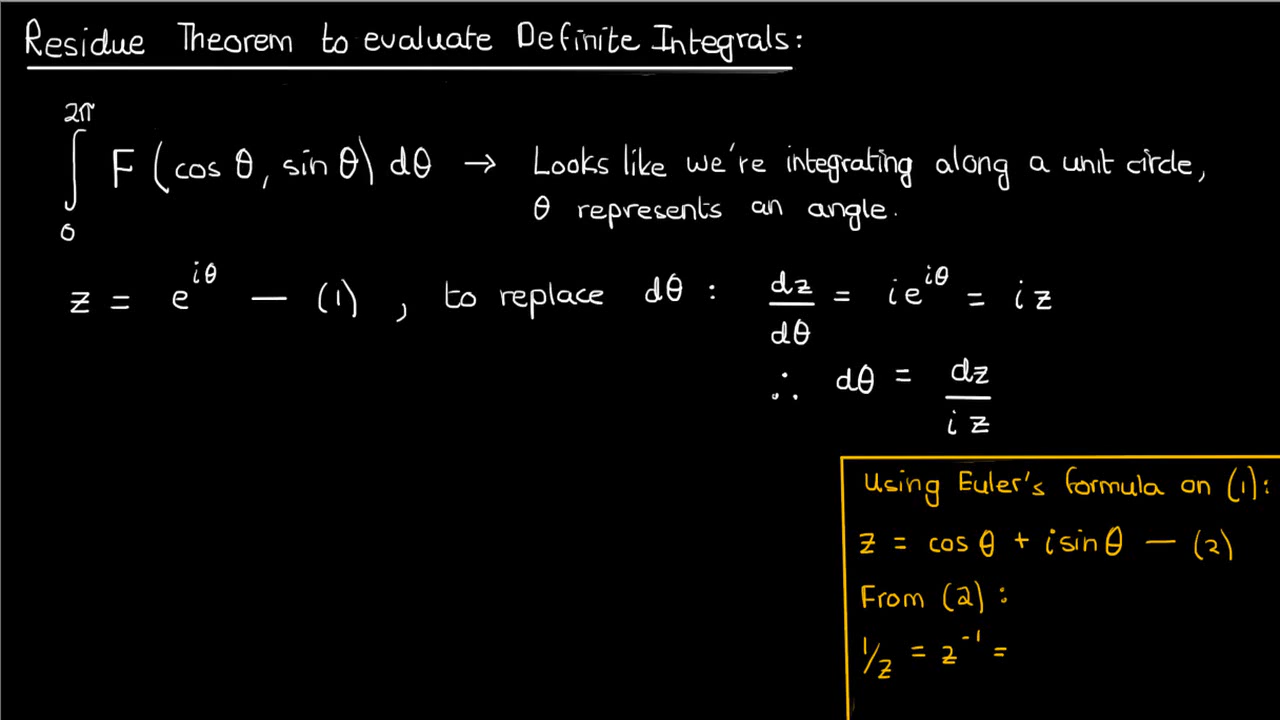 Residue Theorem to evaluate Definite Integrals:
2π
∫ F (cos θ, sin θ) dθ → Looks like we're integrating along a unit circle,
0
θ represents an angle.
z = e^{iθ} — (1) , to replace dθ : dz/dθ = ie^{iθ} = iz
∴ dθ = dz/iz
Using Euler's formula on (1):
z = cos θ + i sin θ — (2)
From (2) :
1/z = z^{-1} =